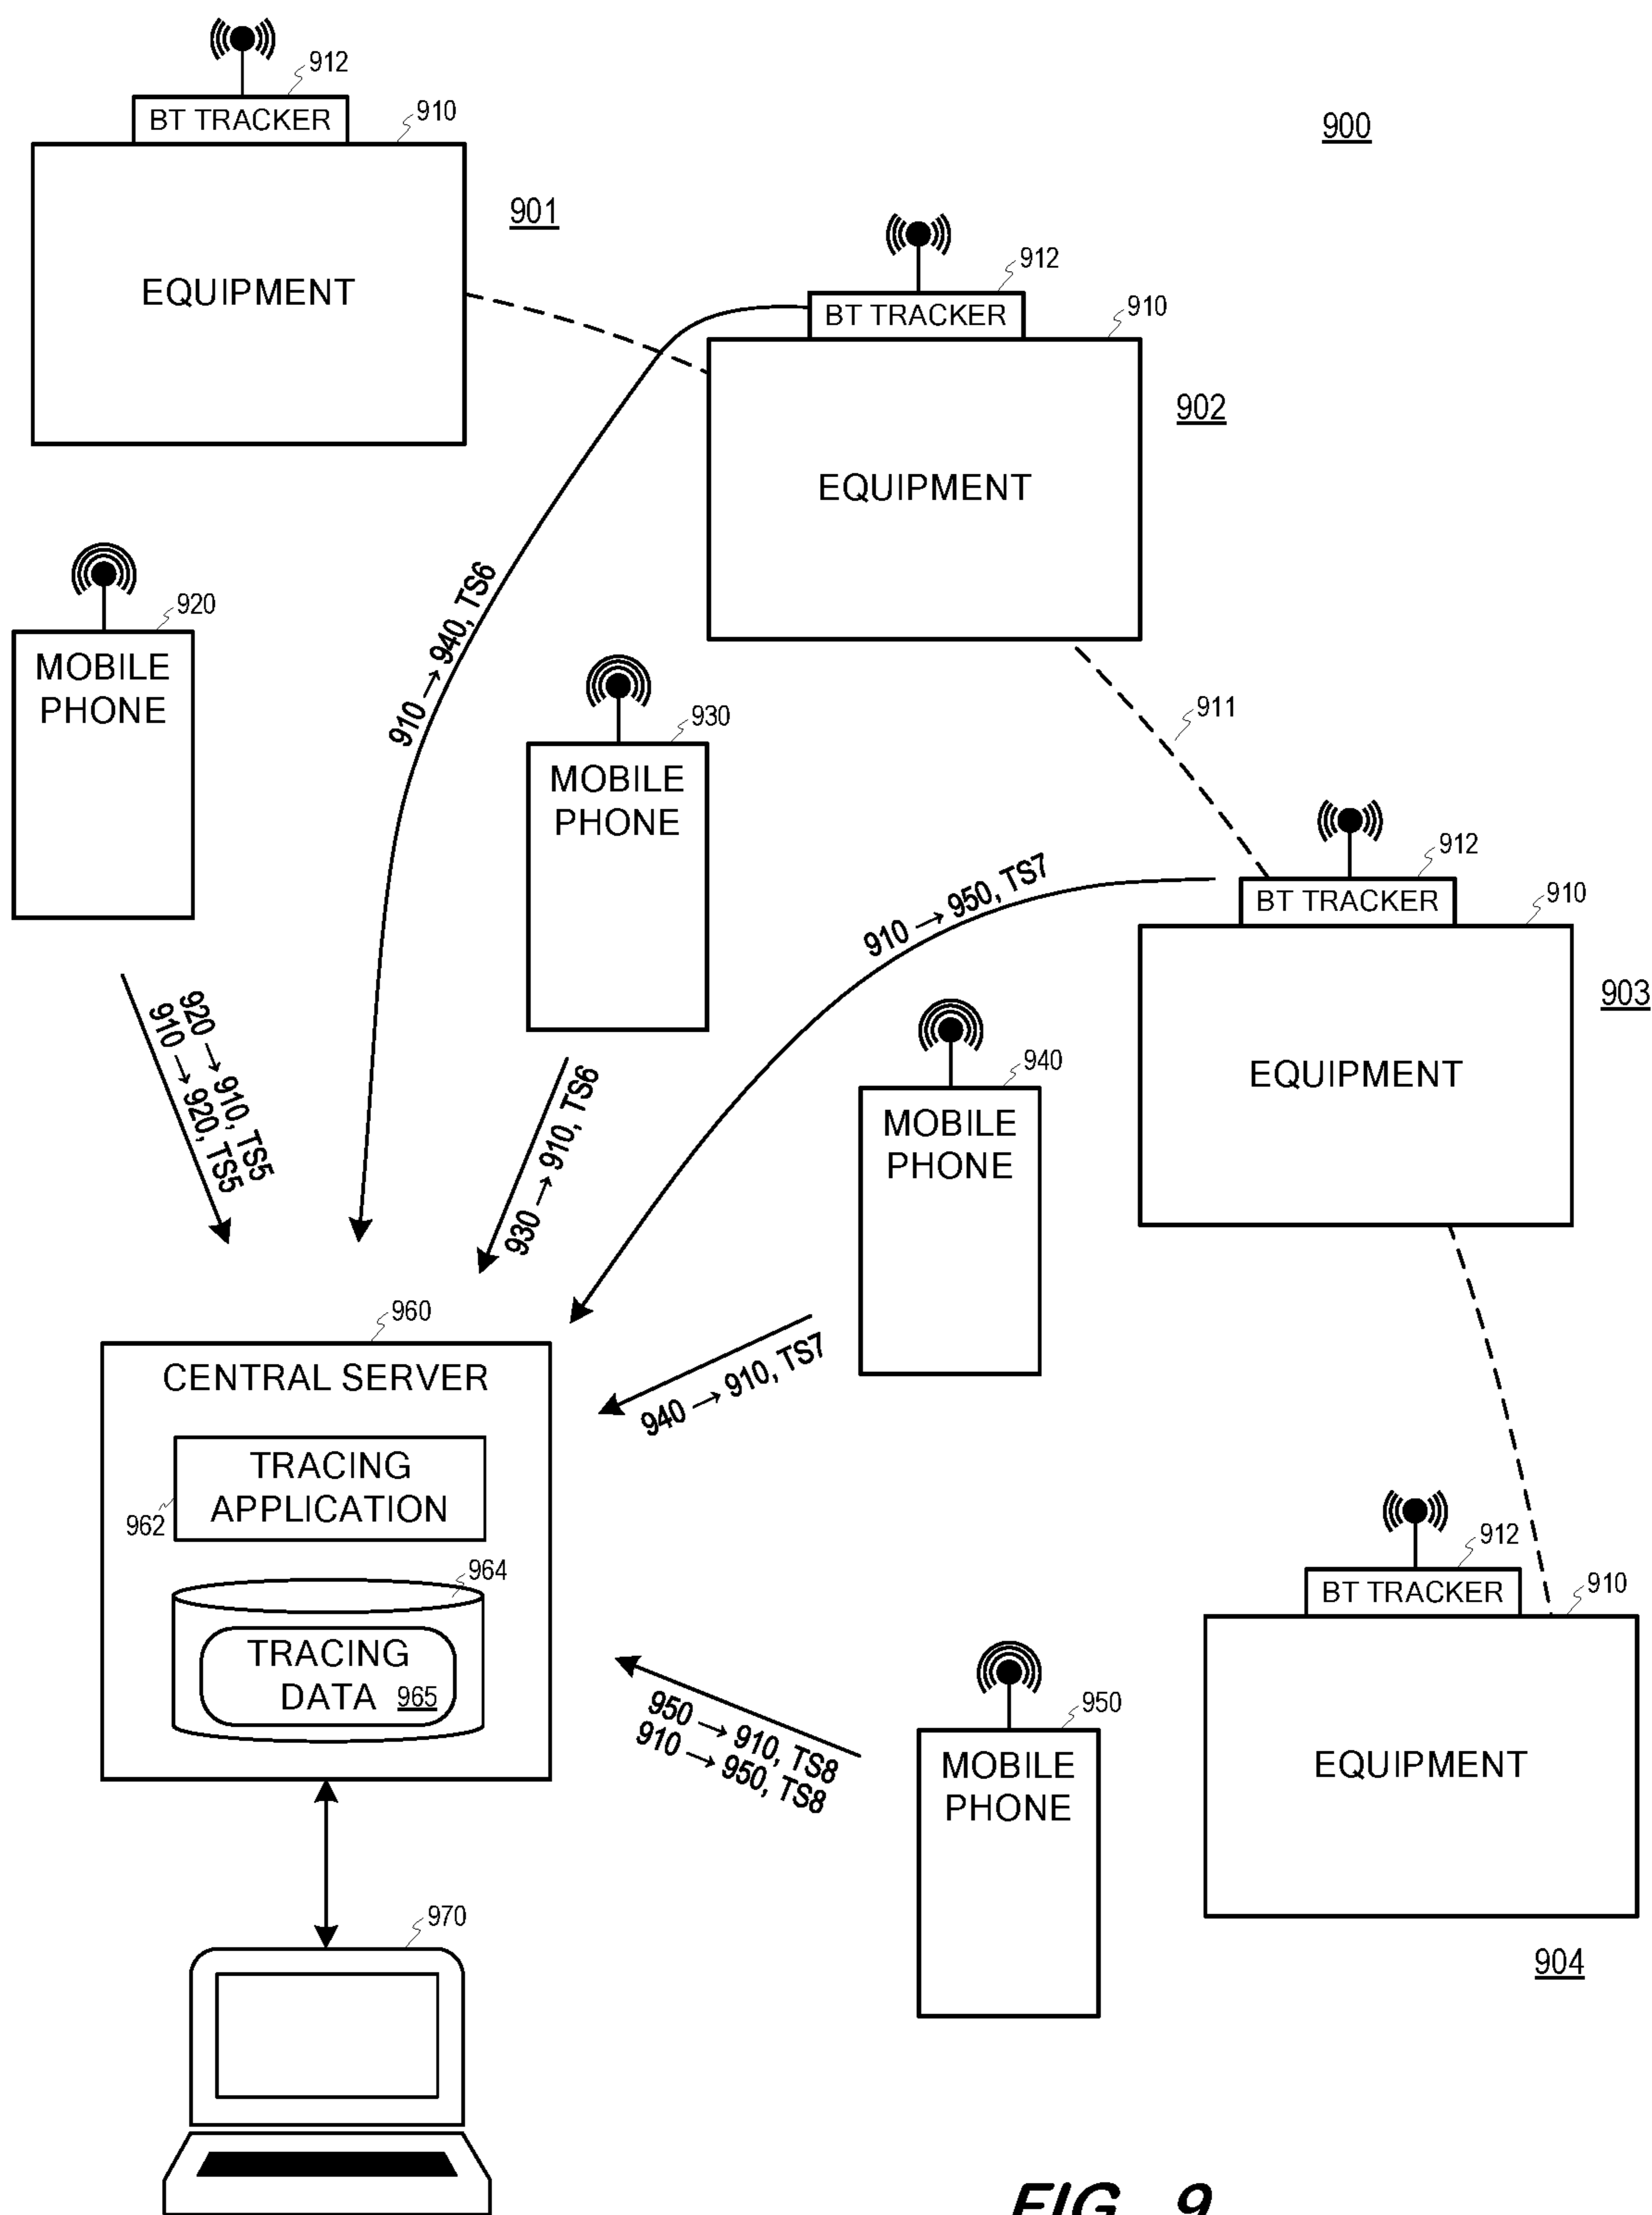 912
BT TRACKER
910
900
901
EQUIPMENT
912
BT TRACKER
910
902
EQUIPMENT
910 → 940, TS6
920
MOBILE
PHONE
930
MOBILE
PHONE
911
912
BT TRACKER
910
903
EQUIPMENT
910 → 950, TS7
920 → 910, TS5
910 → 920, TS5
930 → 910, TS6
940
MOBILE
PHONE
940 → 910, TS7
960
CENTRAL SERVER
TRACING
APPLICATION
962
964
TRACING
DATA 965
912
BT TRACKER
910
EQUIPMENT
904
950 → 910, TS8
910 → 950, TS8
950
MOBILE
PHONE
970
FIG. 9